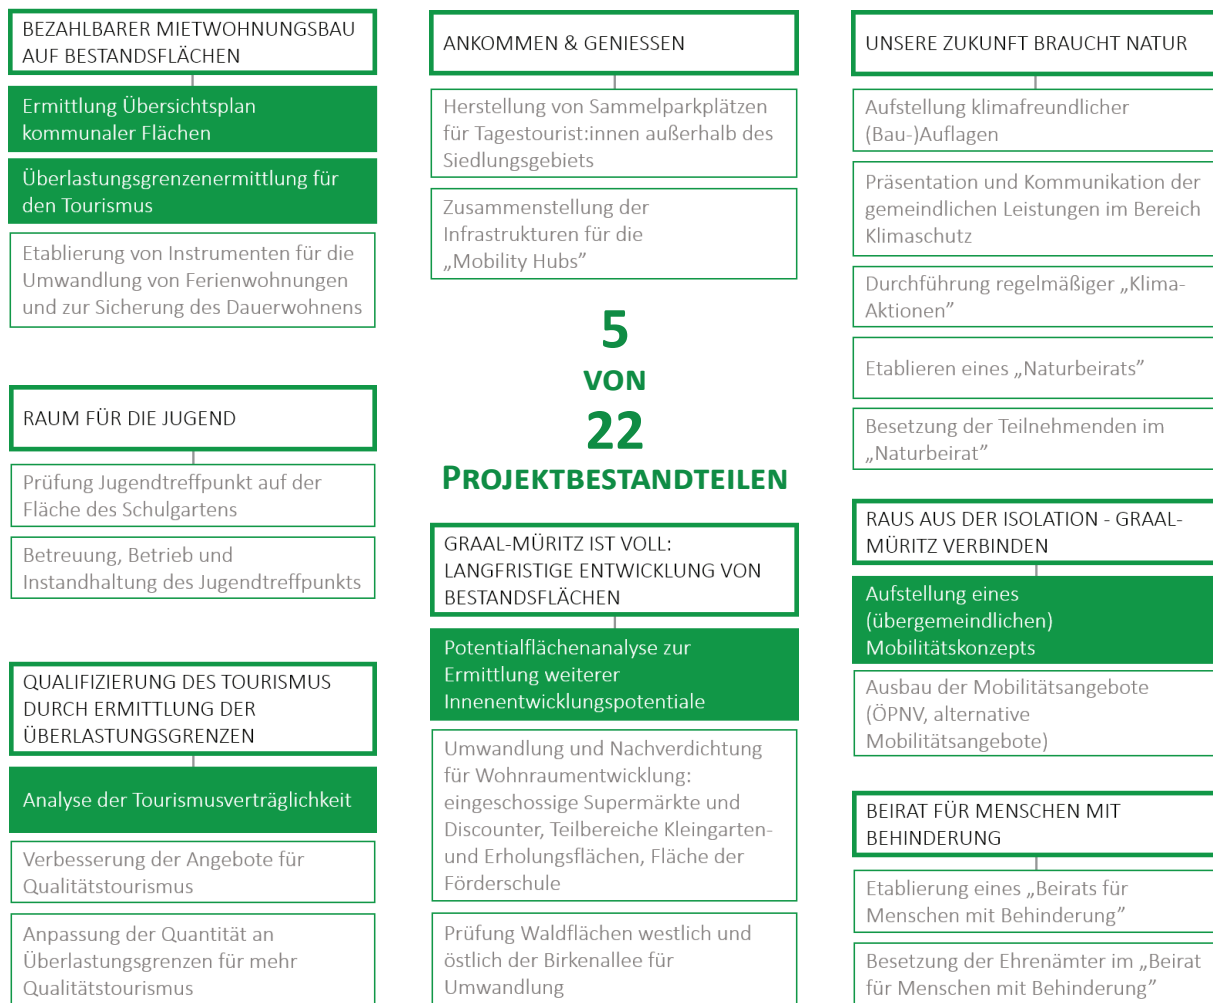 BEZAHLBARER MIETWOHNUNGSBAU
AUF BESTANDSFLÄCHEN
Ermittlung Übersichtsplan
kommunaler Flächen
Überlastungsgrenzenermittlung für
den Tourismus
Etablierung von Instrumenten für die
Umwandlung von Ferienwohnungen
und zur Sicherung des Dauerwohnens
RAUM FÜR DIE JUGEND
Prüfung Jugendtreffpunkt auf der
Fläche des Schulgartens
Betreuung, Betrieb und
Instandhaltung des Jugendtreffpunkts
QUALIFIZIERUNG DES TOURISMUS
DURCH ERMITTLUNG DER
ÜBERLASTUNGSGRENZEN
Analyse der Tourismusverträglichkeit
Verbesserung der Angebote für
Qualitätstourismus
Anpassung der Quantität an
Überlastungsgrenzen für mehr
Qualitätstourismus
ANKOMMEN & GENIESSEN
Herstellung von Sammelparkplätzen
für Tagestourist:innen außerhalb des
Siedlungsgebiets
Zusammenstellung der
Infrastrukturen für die
„Mobility Hubs”
5
VON
22
PROJEKTBESTANDTEILEN
GRAAL-MÜRITZ IST VOLL:
LANGFRISTIGE ENTWICKLUNG VON
BESTANDSFLÄCHEN
Potentialflächenanalyse zur
Ermittlung weiterer
Innenentwicklungspotentiale
Umwandlung und Nachverdichtung
für Wohnraumentwicklung:
eingeschossige Supermärkte und
Discounter, Teilbereiche Kleingarten-
und Erholungsflächen, Fläche der
Förderschule
Prüfung Waldflächen westlich und
östlich der Birkenallee für
Umwandlung
UNSERE ZUKUNFT BRAUCHT NATUR
Aufstellung klimafreundlicher
(Bau-)Auflagen
Präsentation und Kommunikation der
gemeindlichen Leistungen im Bereich
Klimaschutz
Durchführung regelmäßiger „Klima-
Aktionen”
Etablieren eines „Naturbeirats”
Besetzung der Teilnehmenden im
„Naturbeirat”
RAUS AUS DER ISOLATION - GRAAL-
MÜRITZ VERBINDEN
Aufstellung eines
(übergemeindlichen)
Mobilitätskonzepts
Ausbau der Mobilitätsangebote
(ÖPNV, alternative
Mobilitätsangebote)
BEIRAT FÜR MENSCHEN MIT
BEHINDERUNG
Etablierung eines „Beirats für
Menschen mit Behinderung”
Besetzung der Ehrenämter im „Beirat
für Menschen mit Behinderung”